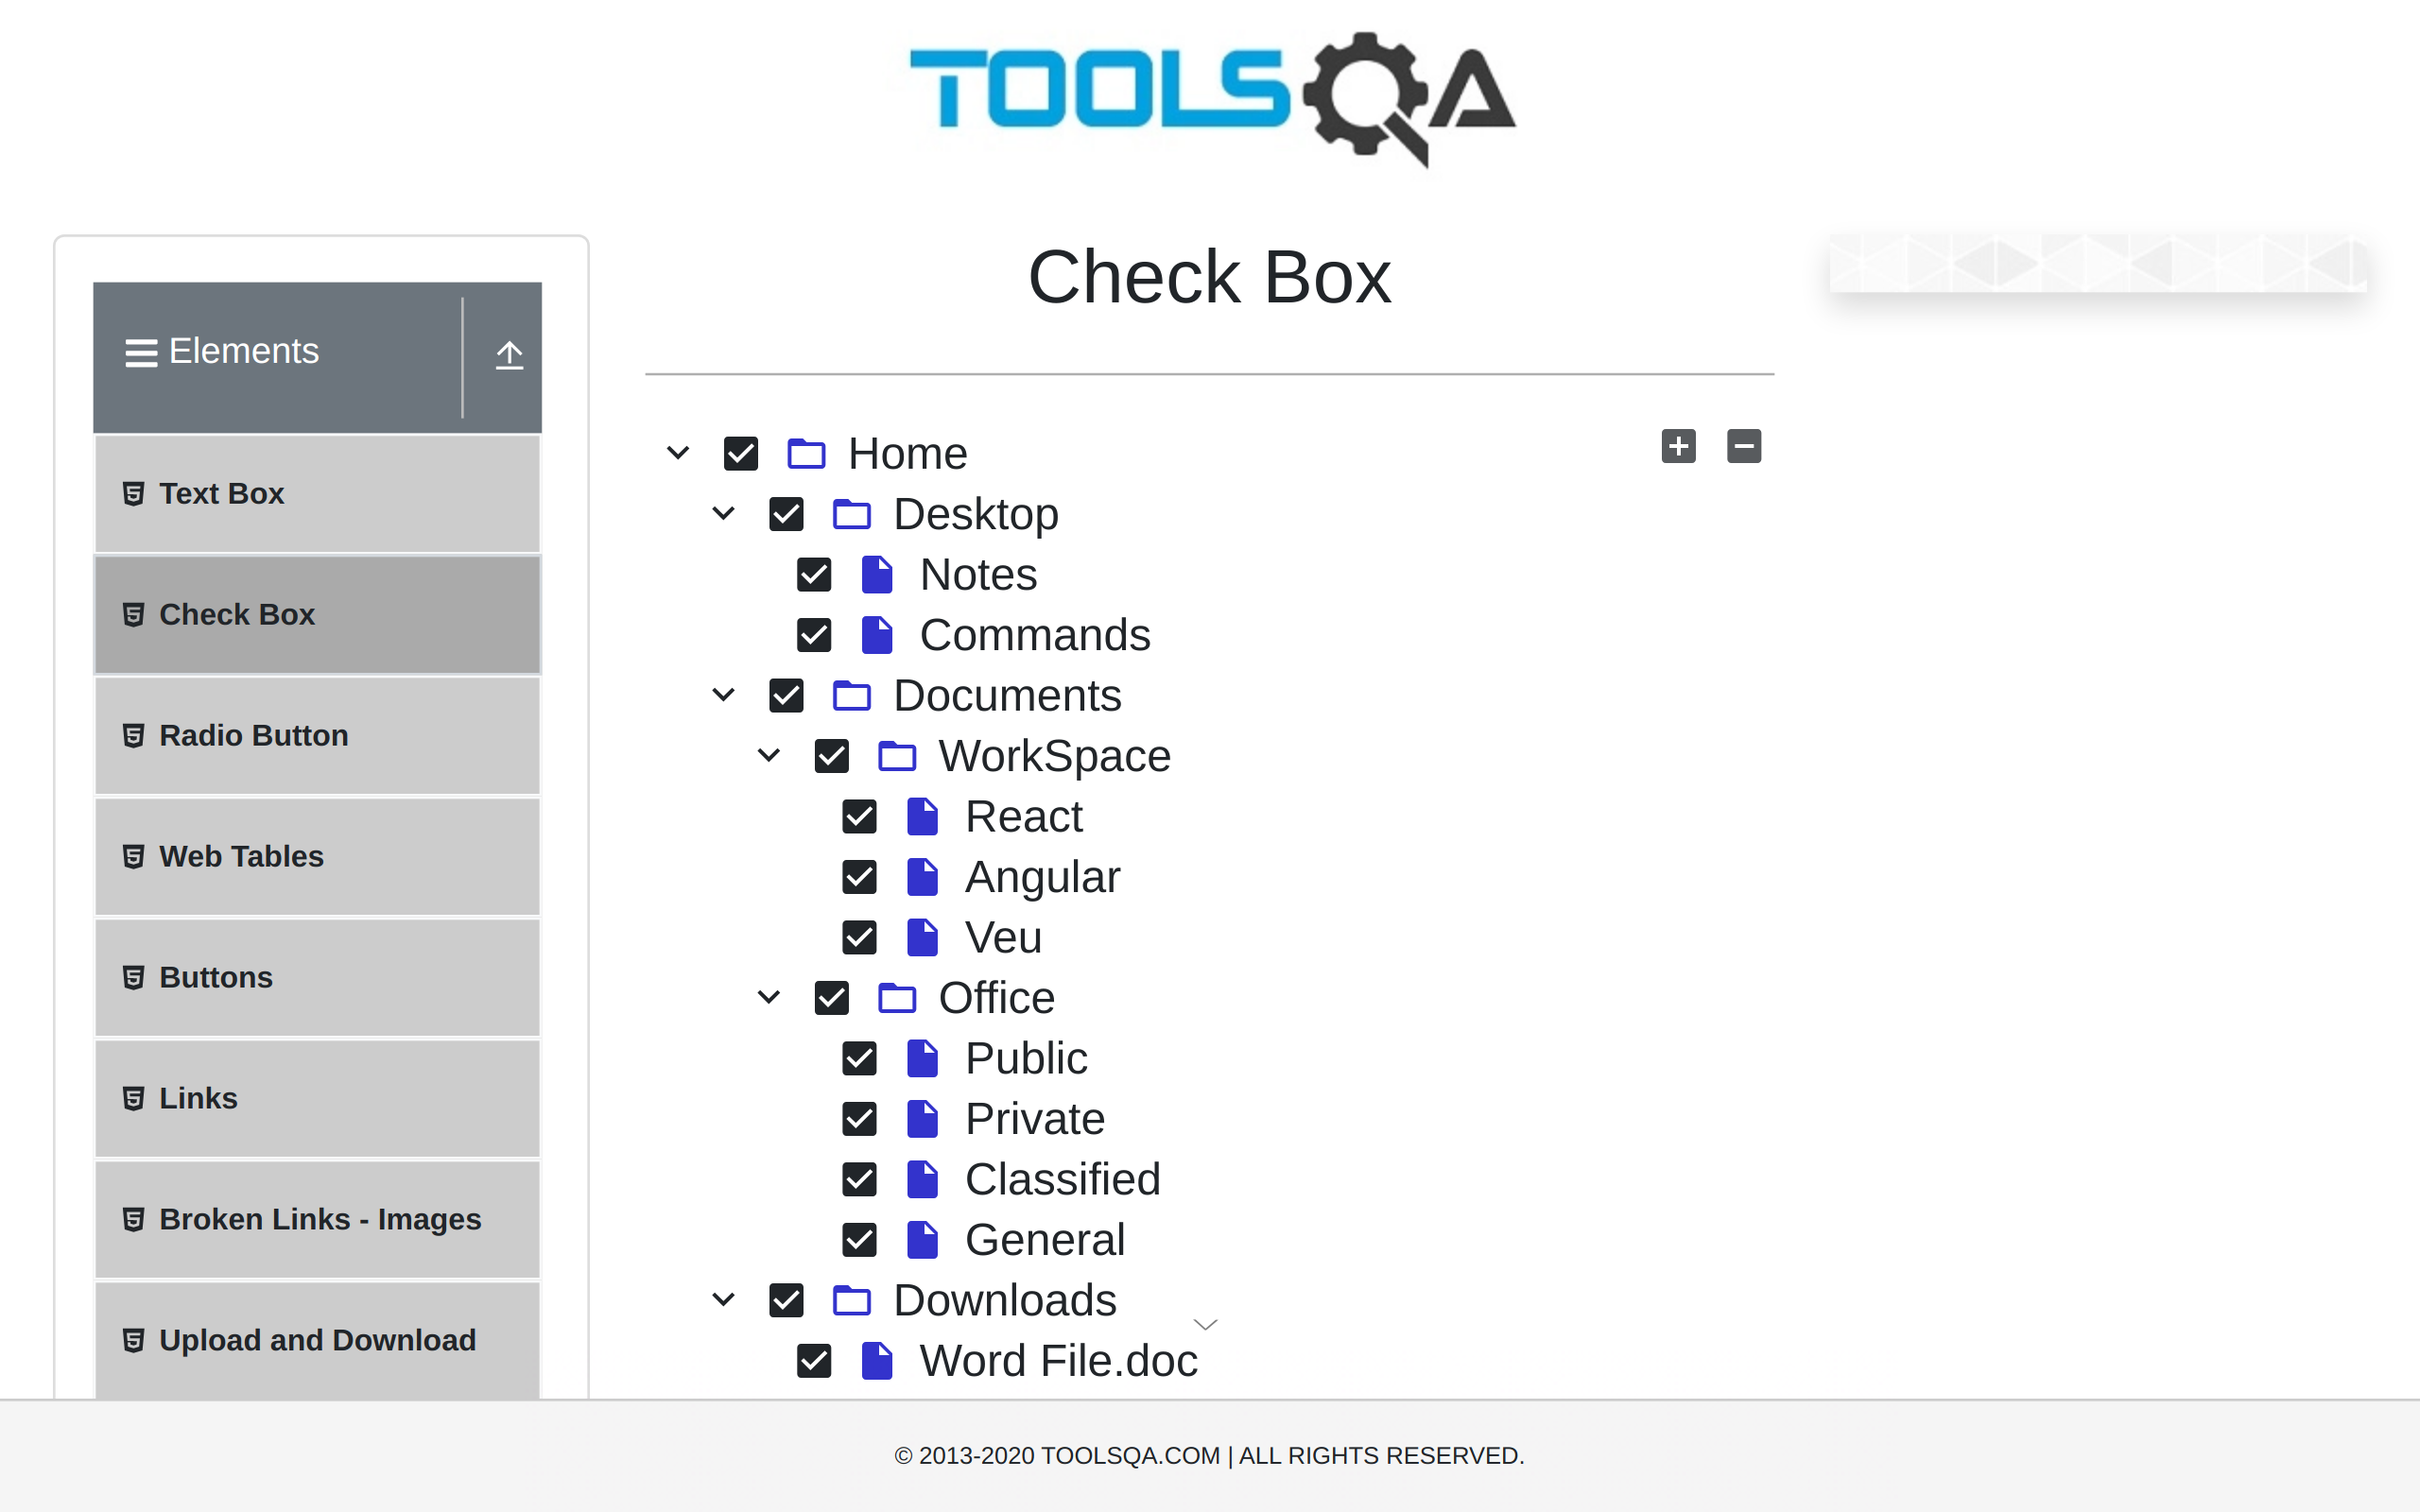 TOOLSQA
Check Box
Elements
Text Box
Check Box
Radio Button
Web Tables
Buttons
Links
Broken Links - Images
Upload and Download
Home
Desktop
Notes
Commands
Documents
WorkSpace
React
Angular
Veu
Office
Public
Private
Classified
General
Downloads
Word File.doc
© 2013-2020 TOOLSQA.COM | ALL RIGHTS RESERVED.